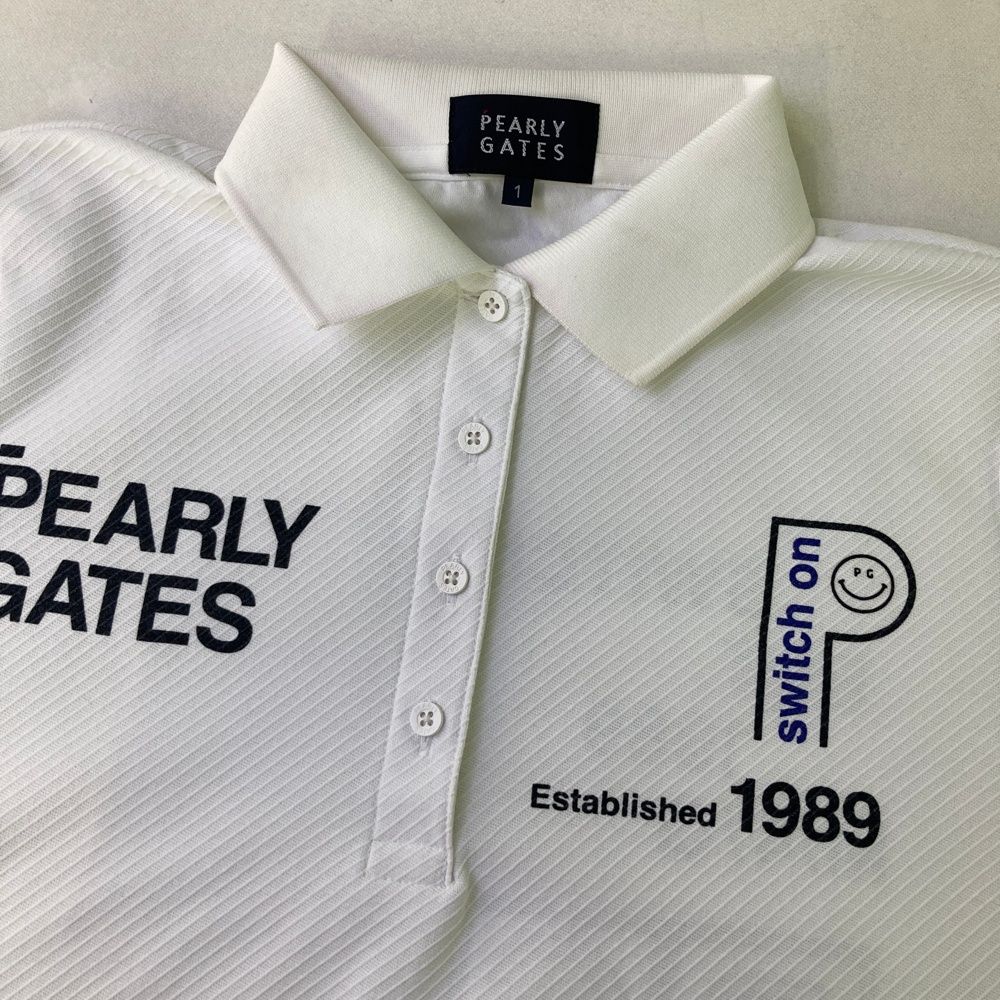 PEARLY
GATES
1
PEARLY
GATES
switch on
PG
Established 1989